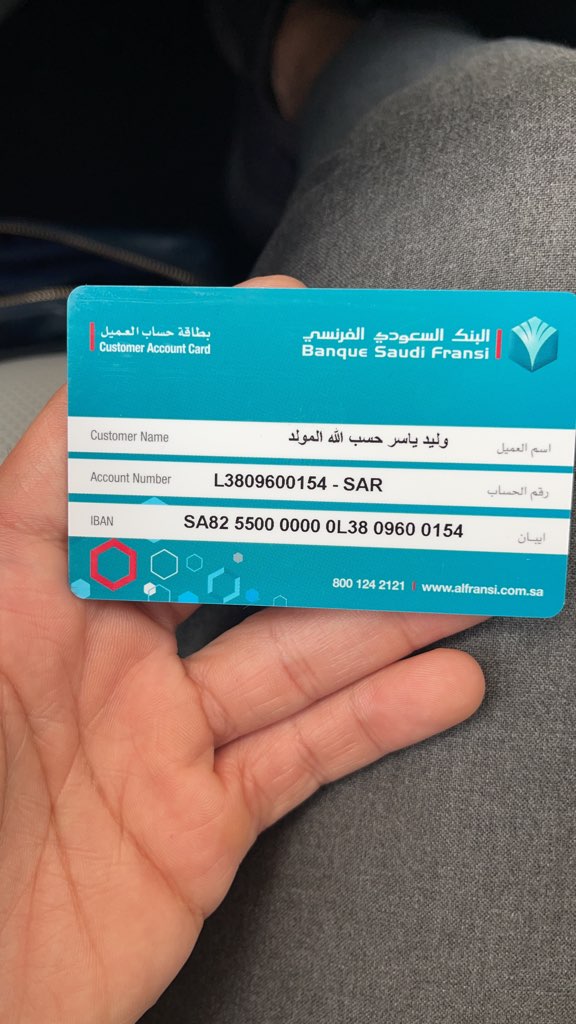 بطاقة حساب العميل
Customer Account Card
البنك السعودي الفرنسي
Banque Saudi Fransi
Customer Name وليد ياسر حسب الله المولد اسم العميل
Account Number L3809600154 - SAR رقم الحساب
IBAN SA82 5500 0000 0L38 0960 0154 ايبان
800 124 2121 | www.alfransi.com.sa